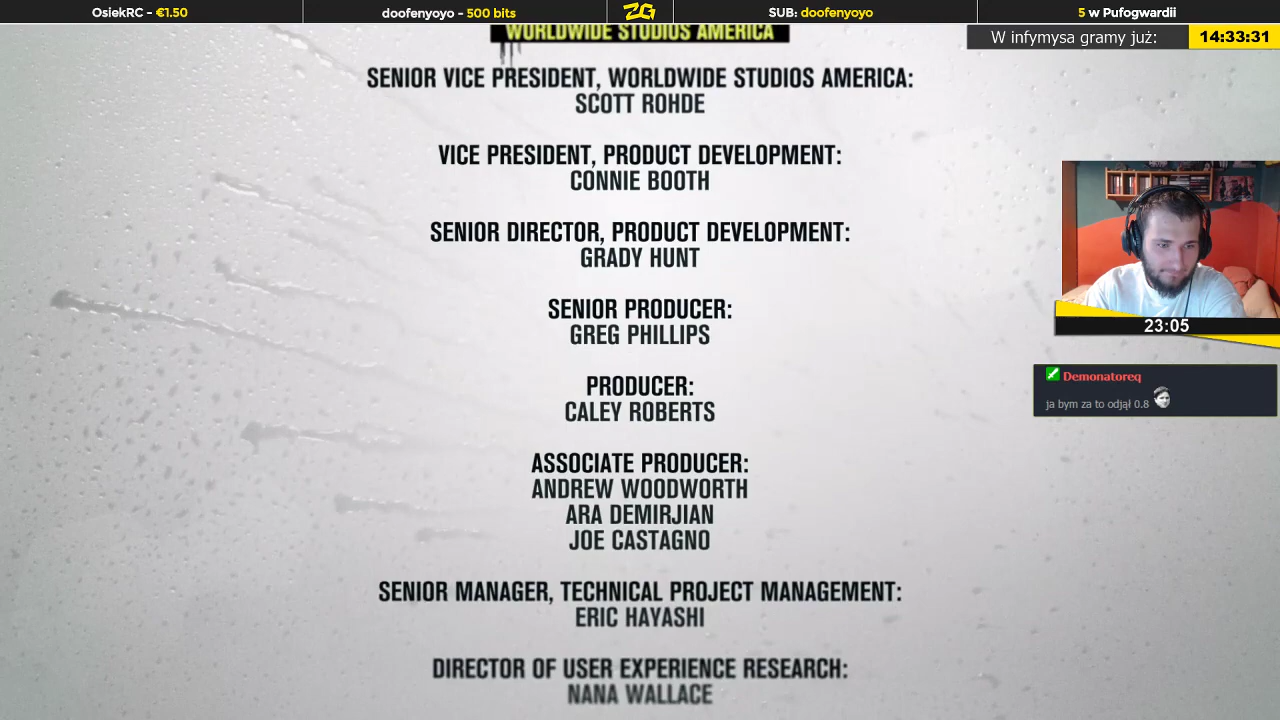 OsiekRC - €1.50
doofenyoyo - 500 bits
ZG
SUB: doofenyoyo
5 w Pufogwardii
W infymysa gramy już:
14:33:31
WORLDWIDE STUDIOS AMERICA
SENIOR VICE PRESIDENT, WORLDWIDE STUDIOS AMERICA:
SCOTT ROHDE
VICE PRESIDENT, PRODUCT DEVELOPMENT:
CONNIE BOOTH
SENIOR DIRECTOR, PRODUCT DEVELOPMENT:
GRADY HUNT
SENIOR PRODUCER:
GREG PHILLIPS
PRODUCER:
CALEY ROBERTS
ASSOCIATE PRODUCER:
ANDREW WOODWORTH
ARA DEMIRJIAN
JOE CASTAGNO
SENIOR MANAGER, TECHNICAL PROJECT MANAGEMENT:
ERIC HAYASHI
DIRECTOR OF USER EXPERIENCE RESEARCH:
NANA WALLACE
23:05
Demonatoreq
ja bym za to odjął 0.8